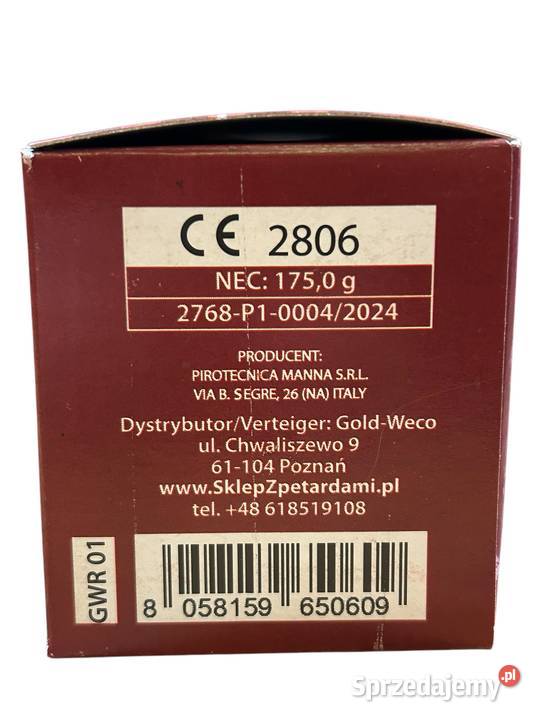 CE 2806
NEC: 175,0 g
2768-P1-0004/2024
PRODUCENT:
PIROTECNICA MANNA S.R.L.
VIA B. SEGRE, 26 (NA) ITALY
Dystrybutor/Verteiger: Gold-Weco
ul. Chwaliszewo 9
61-104 Poznań
www.SklepZpetardami.pl
tel. +48 618519108
GWR 01
8 058159 650609
Sprzedajemy.pl